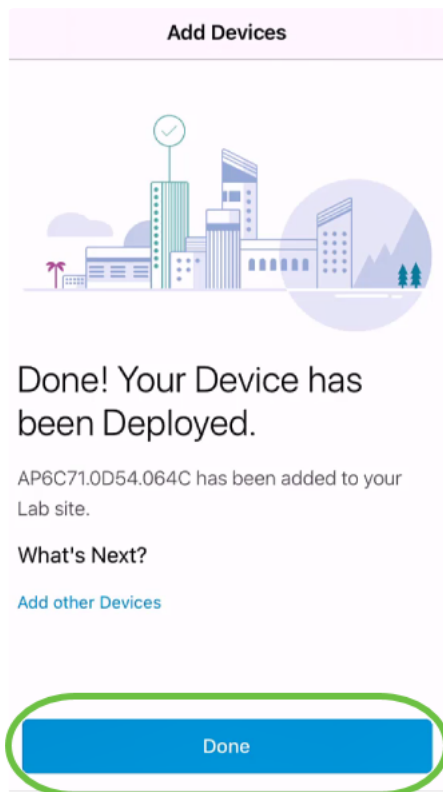 Add Devices
Done! Your Device has
been Deployed.
AP6C71.0D54.064C has been added to your
Lab site.
What's Next?
Add other Devices
Done